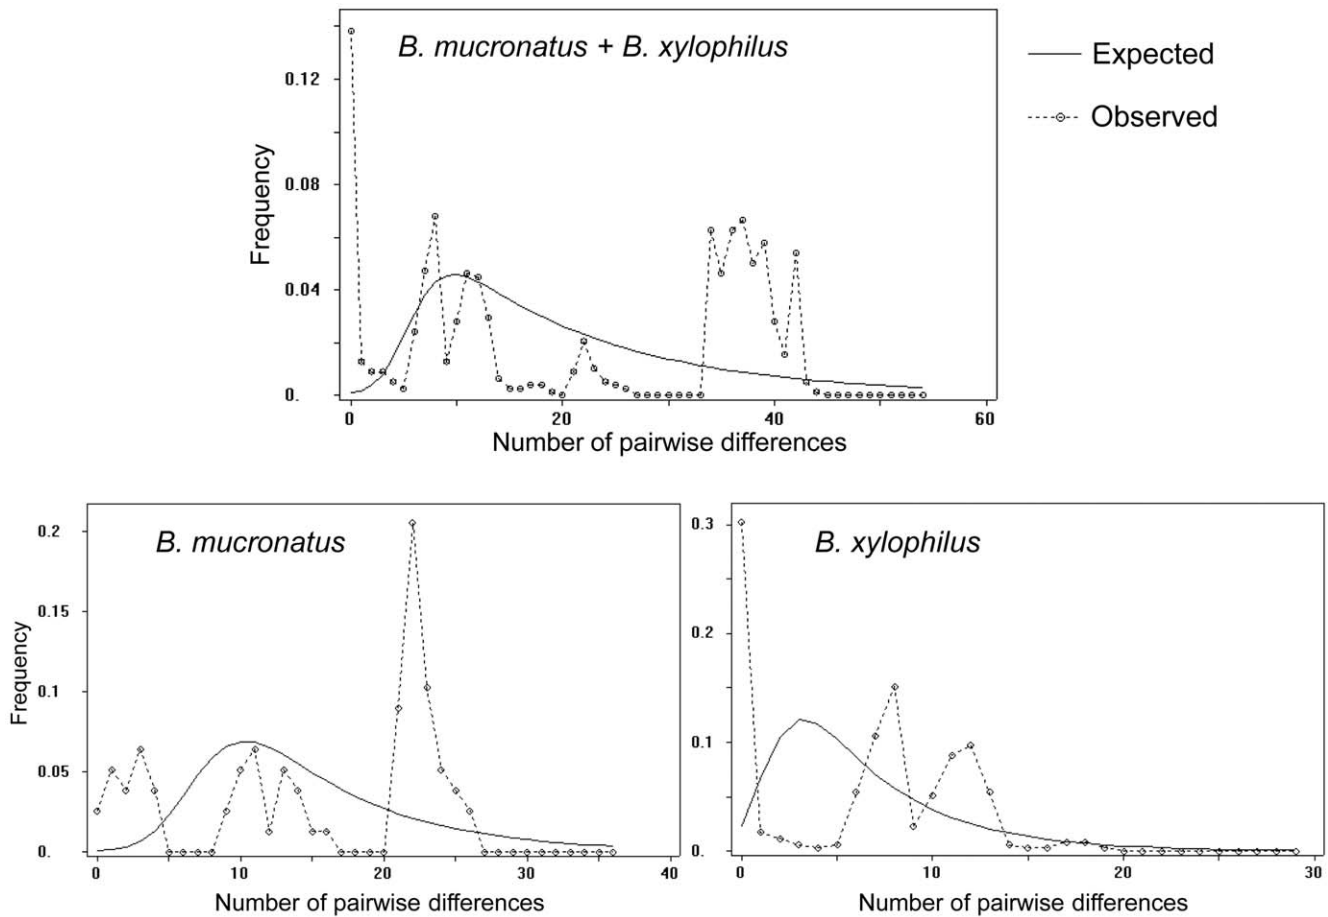 B. mucronatus + B. xylophilus
Expected
Observed
Frequency
0.12
0.08
0.04
0.
0 20 40 60
Number of pairwise differences
B. mucronatus
Frequency
0.2
0.15
0.1
0.05
0.
0 10 20 30 40
Number of pairwise differences
B. xylophilus
0.3
0.2
0.1
0.
0 10 20 30
Number of pairwise differences